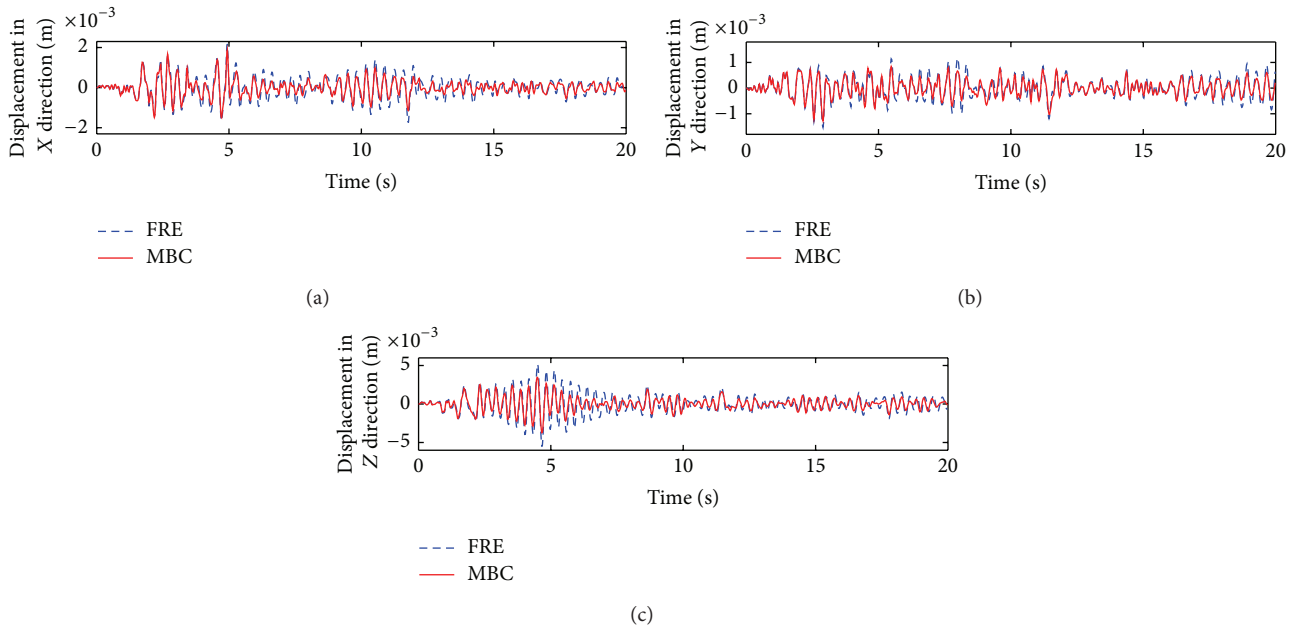 ×10−3
Displacement in
X direction (m)
2
0
−2
0
5
10
15
20
Time (s)
FRE
MBC
(a)
×10−3
Displacement in
Y direction (m)
1
0
−1
0
5
10
15
20
Time (s)
FRE
MBC
(b)
×10−3
Displacement in
Z direction (m)
5
0
−5
0
5
10
15
20
Time (s)
FRE
MBC
(c)